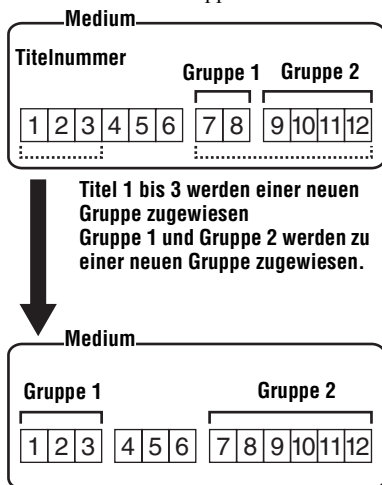 Medium
Titelnummer
Gruppe 1 Gruppe 2
1 2 3 4 5 6 7 8 9 10 11 12
Titel 1 bis 3 werden einer neuen
Gruppe zugewiesen
Gruppe 1 und Gruppe 2 werden zu
einer neuen Gruppe zugewiesen.
Medium
Gruppe 1 Gruppe 2
1 2 3 4 5 6 7 8 9 10 11 12